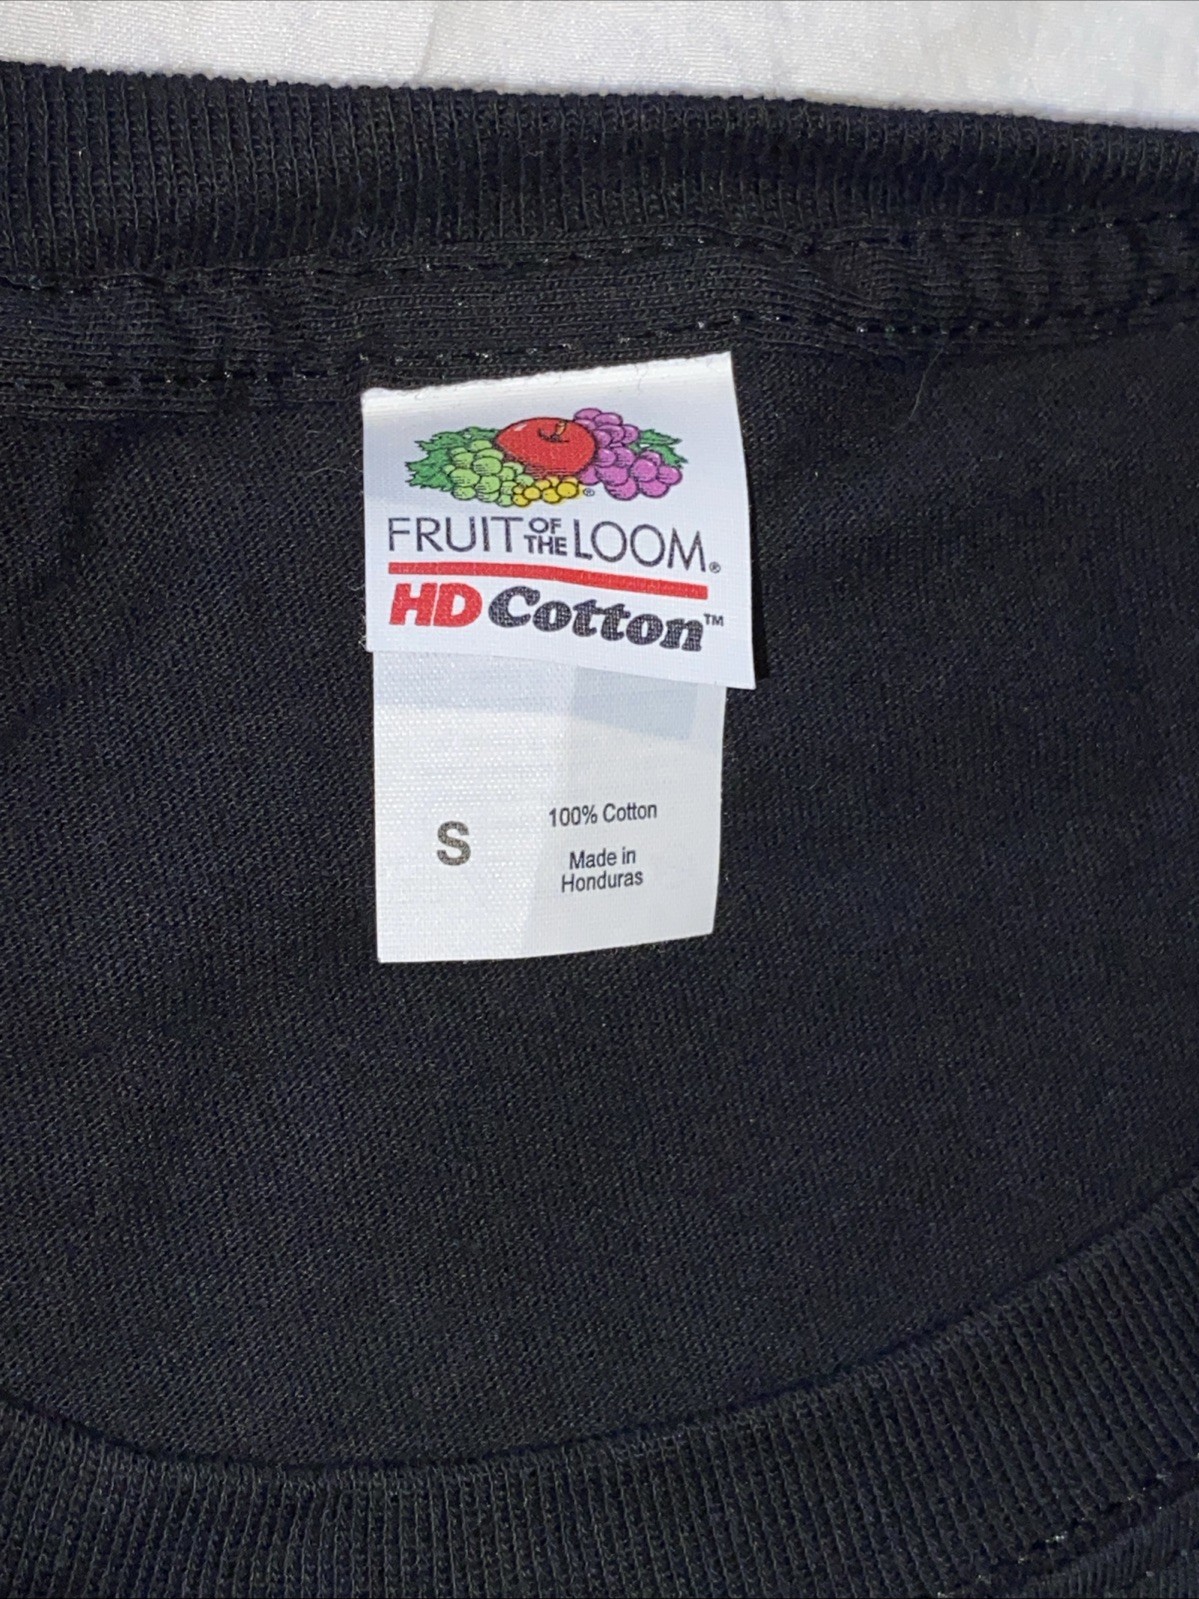 FRUIT OF THE LOOM®
HD Cotton™
S
100% Cotton
Made in
Honduras